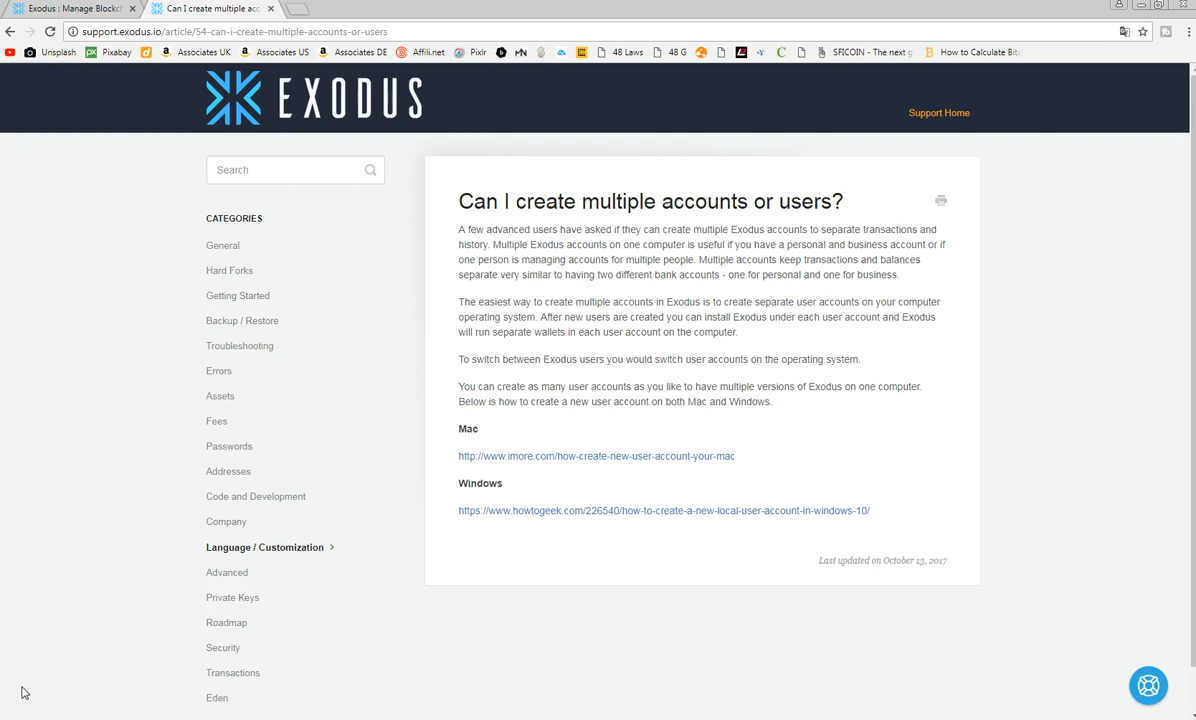 Exodus : Manage Blockch
Can I create multiple acc
support.exodus.io/article/54-can-i-create-multiple-accounts-or-users
Unsplash
Pixabay
Associates UK
Associates US
Associates DE
Affili.net
Pixlr
48 Laws
48 G
SFICOIN - The next g
How to Calculate Bitc
EXODUS
Support Home
Search
CATEGORIES
General
Hard Forks
Getting Started
Backup / Restore
Troubleshooting
Errors
Assets
Fees
Passwords
Addresses
Code and Development
Company
Language / Customization
Advanced
Private Keys
Roadmap
Security
Transactions
Eden
Can I create multiple accounts or users?
A few advanced users have asked if they can create multiple Exodus accounts to separate transactions and
history. Multiple Exodus accounts on one computer is useful if you have a personal and business account or if
one person is managing accounts for multiple people. Multiple accounts keep transactions and balances
separate very similar to having two different bank accounts - one for personal and one for business.
The easiest way to create multiple accounts in Exodus is to create separate user accounts on your computer
operating system. After new users are created you can install Exodus under each user account and Exodus
will run separate wallets in each user account on the computer.
To switch between Exodus users you would switch user accounts on the operating system.
You can create as many user accounts as you like to have multiple versions of Exodus on one computer.
Below is how to create a new user account on both Mac and Windows.
Mac
http://www.imore.com/how-create-new-user-account-your-mac
Windows
https://www.howtogeek.com/226540/how-to-create-a-new-local-user-account-in-windows-10/
Last updated on October 13, 2017